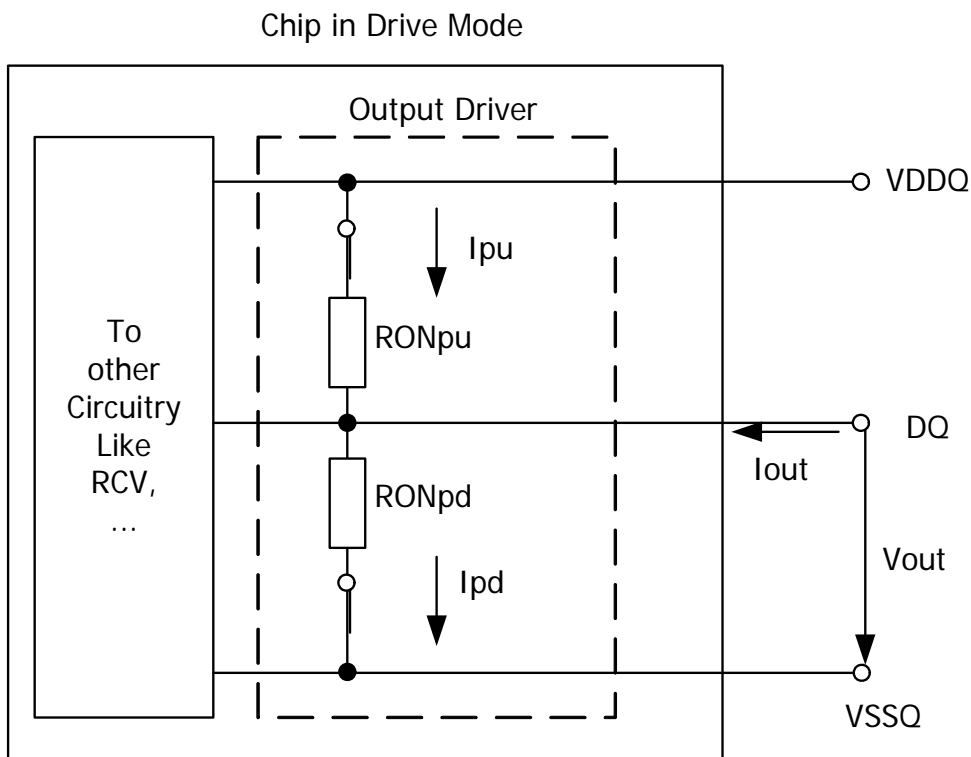 Chip in Drive Mode
Output Driver
VDDQ
Ipu
To
other
Circuitry
Like
RCV,
...
RONpu
DQ
Iout
RONpd
Vout
Ipd
VSSQ